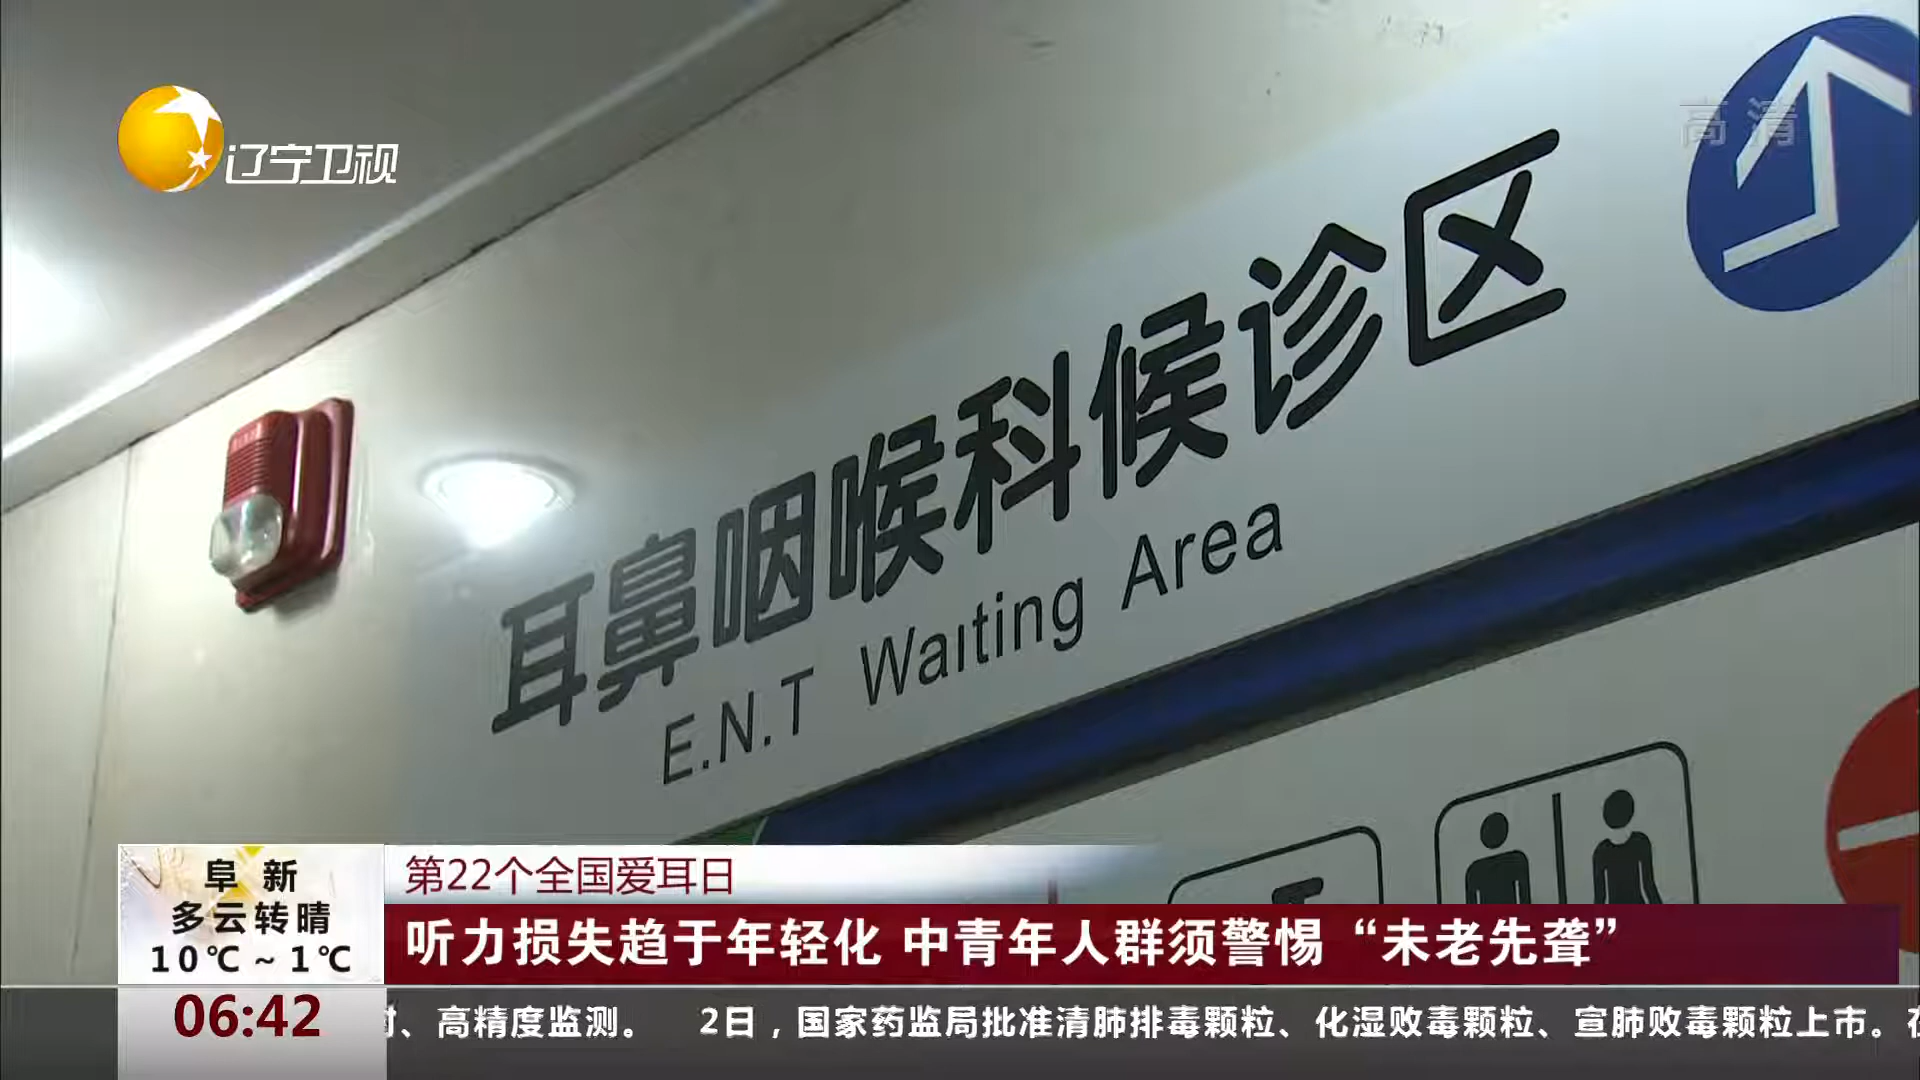 辽宁卫视
高清
耳鼻咽喉科候诊区
E.N.T Waiting Area
阜新
多云转晴
10℃~1℃
第22个全国爱耳日
听力损失趋于年轻化 中青年人群须警惕“未老先聋”
06:42
、高精度监测。 2日，国家药监局批准清肺排毒颗粒、化湿败毒颗粒、宣肺败毒颗粒上市。